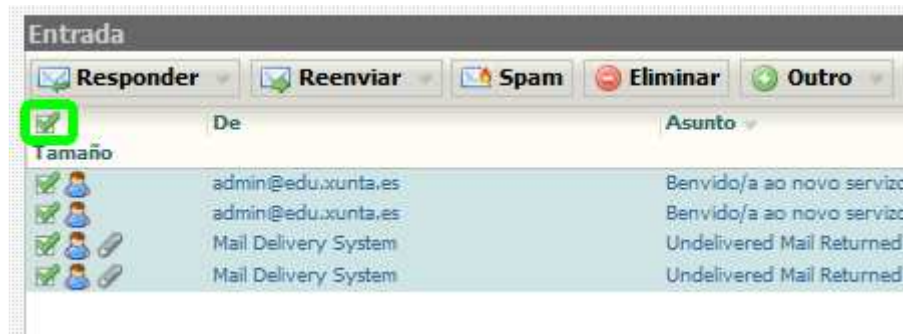 Entrada
Responder Reenviar Spam Eliminar Outro
De Asunto
Tamaño
admin@edu.xunta.es Benvido/a ao novo servizo
admin@edu.xunta.es Benvido/a ao novo servizo
Mail Delivery System Undelivered Mail Returned
Mail Delivery System Undelivered Mail Returned